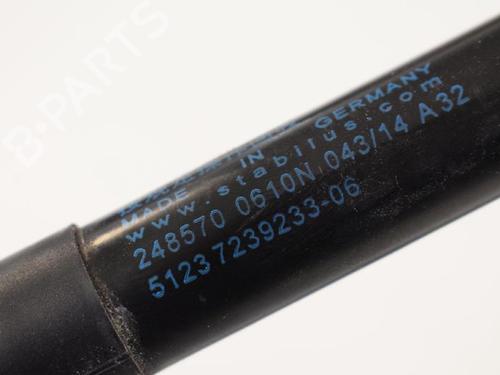 B-PARTS
MADE IN GERMANY
www.stabilus.com
248570 0610N 043/14 A32
51237239233-06